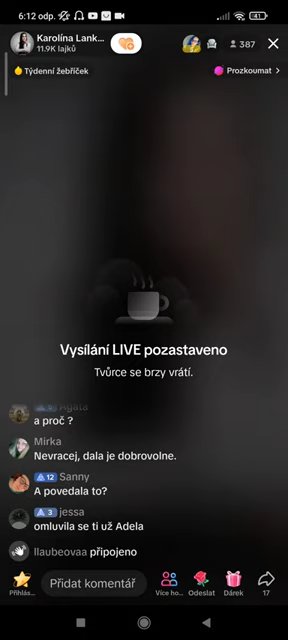 6:12 odp.
41
Karolína Lank...
11.9K lajků
387
Týdenní žebříček
Prozkoumat >
Vysílání LIVE pozastaveno
Tvůrce se brzy vrátí.
Agata
a proč ?
Mirka
Nevracej, dala je dobrovolne.
12 Sanny
A povedala to?
3 jessa
omluvila se ti už Adela
llaubeovaa připojeno
Přihlás...
Přidat komentář
Více ho...
Odeslat
Dárek
17